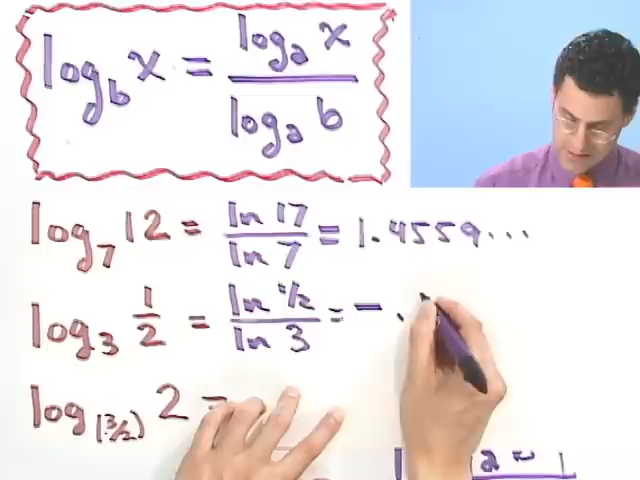 log_b x = log_a x / log_a b
log_7 12 = ln 17 / ln 7 = 1.4559...
log_3 1/2 = ln 1/2 / ln 3 = - .
log_(3/2) 2 =